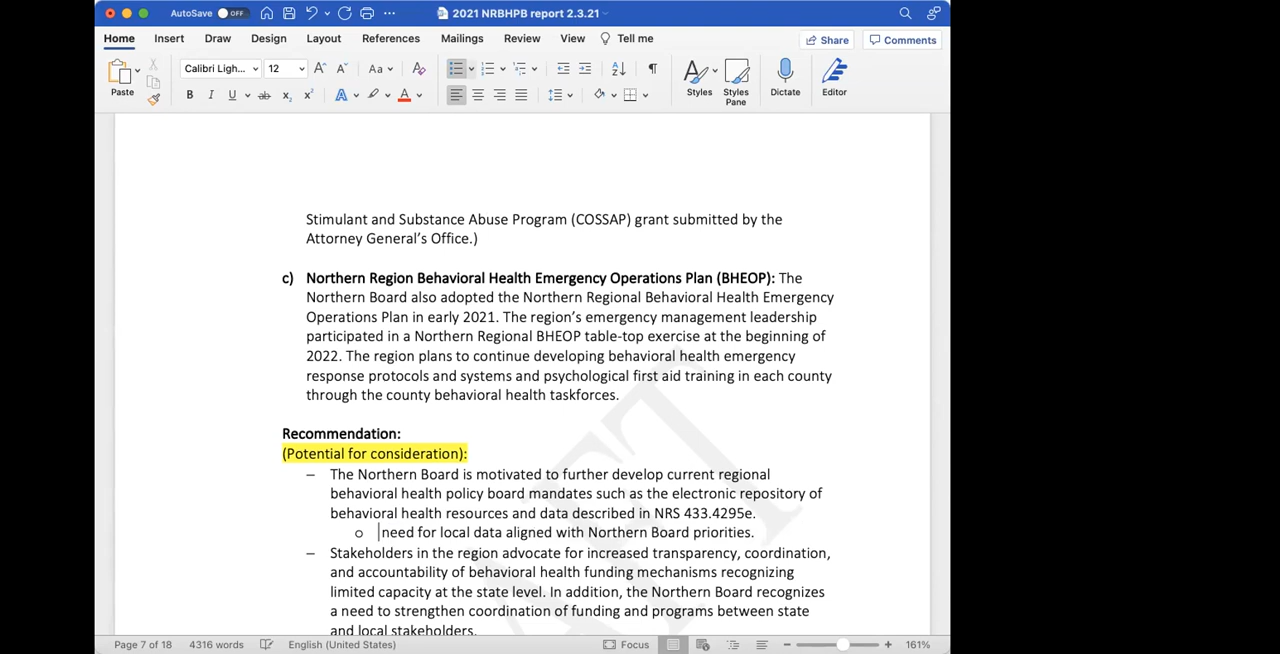 AutoSave OFF 2021 NRBHPB report 2.3.21
Home Insert Draw Design Layout References Mailings Review View Tell me Share Comments
Paste Calibri Ligh... 12 Styles Styles Pane Dictate Editor
Stimulant and Substance Abuse Program (COSSAP) grant submitted by the
Attorney General's Office.)
c) Northern Region Behavioral Health Emergency Operations Plan (BHEOP): The
Northern Board also adopted the Northern Regional Behavioral Health Emergency
Operations Plan in early 2021. The region's emergency management leadership
participated in a Northern Regional BHEOP table-top exercise at the beginning of
2022. The region plans to continue developing behavioral health emergency
response protocols and systems and psychological first aid training in each county
through the county behavioral health taskforces.
Recommendation:
(Potential for consideration):
– The Northern Board is motivated to further develop current regional
behavioral health policy board mandates such as the electronic repository of
behavioral health resources and data described in NRS 433.4295e.
o need for local data aligned with Northern Board priorities.
– Stakeholders in the region advocate for increased transparency, coordination,
and accountability of behavioral health funding mechanisms recognizing
limited capacity at the state level. In addition, the Northern Board recognizes
a need to strengthen coordination of funding and programs between state
and local stakeholders.
Page 7 of 18 4316 words English (United States) Focus 161%